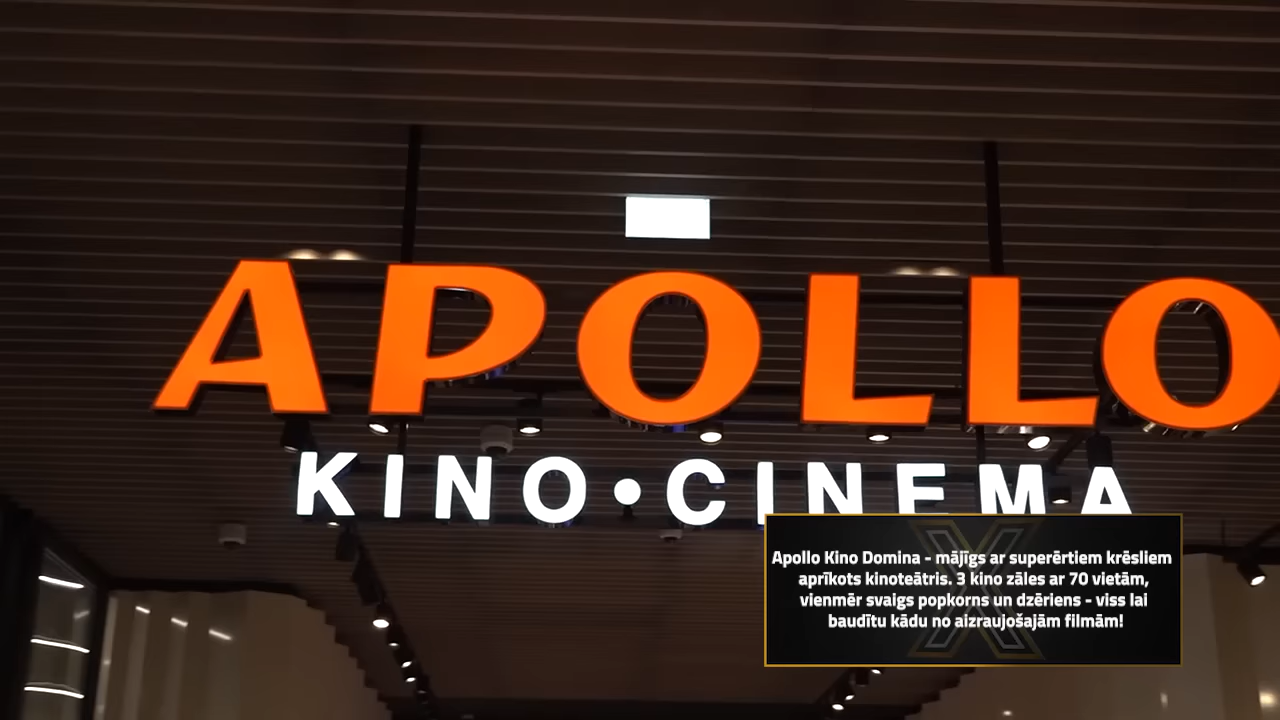 APOLLO
KINO•CINEMA
Apollo Kino Domina - mājīgs ar superērtiem krēsliem
aprīkots kinoteātris. 3 kino zāles ar 70 vietām,
vienmēr svaigs popkorns un dzēriens - viss lai
baudītu kādu no aizraujošajām filmām!